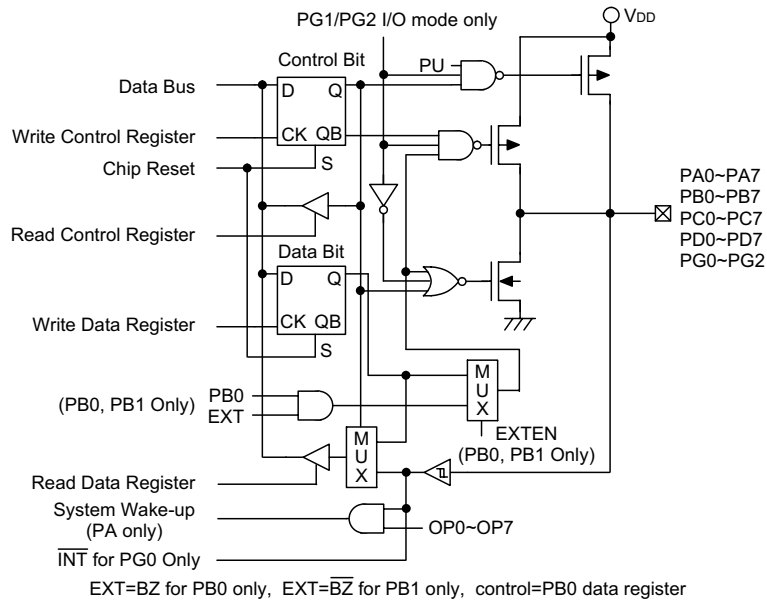 PG1/PG2 I/O mode only
VDD
Control Bit
PU
Data Bus
D Q
Write Control Register
CK QB
Chip Reset
S
PA0~PA7
PB0~PB7
PC0~PC7
PD0~PD7
PG0~PG2
Read Control Register
Data Bit
D Q
Write Data Register
CK QB
S
(PB0, PB1 Only)
PB0
EXT
MUX
EXTEN
(PB0, PB1 Only)
MUX
Read Data Register
System Wake-up
(PA only)
OP0~OP7
I̅N̅T̅ for PG0 Only
EXT=BZ for PB0 only, EXT=B̅Z̅ for PB1 only, control=PB0 data register